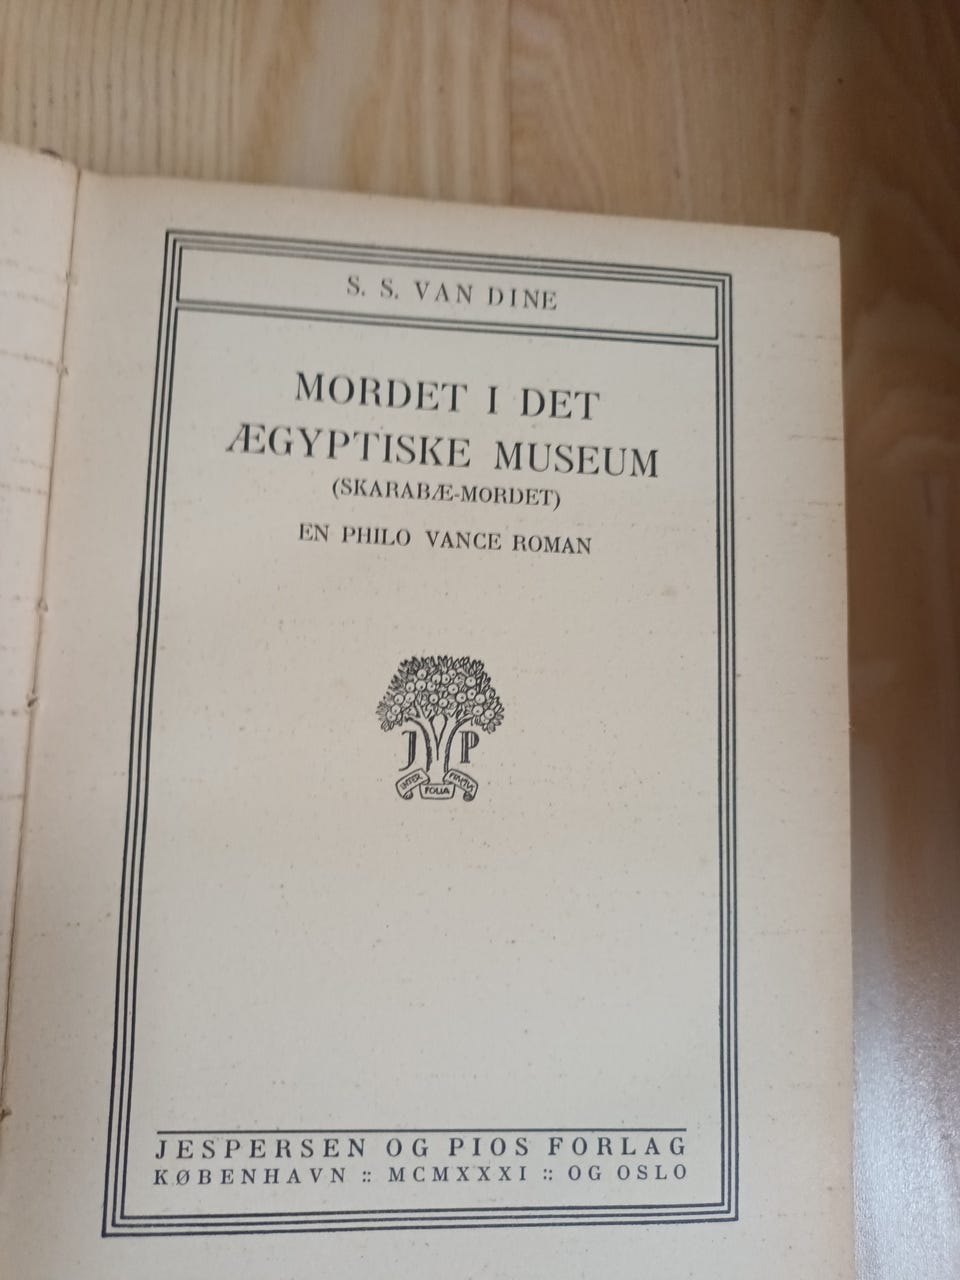 S. S. VAN DINE
MORDET I DET
ÆGYPTISKE MUSEUM
(SKARABÆ-MORDET)
EN PHILO VANCE ROMAN
J P
INTER FOLIA FRUCTUS
JESPERSEN OG PIOS FORLAG
KØBENHAVN :: MCMXXXI :: OG OSLO